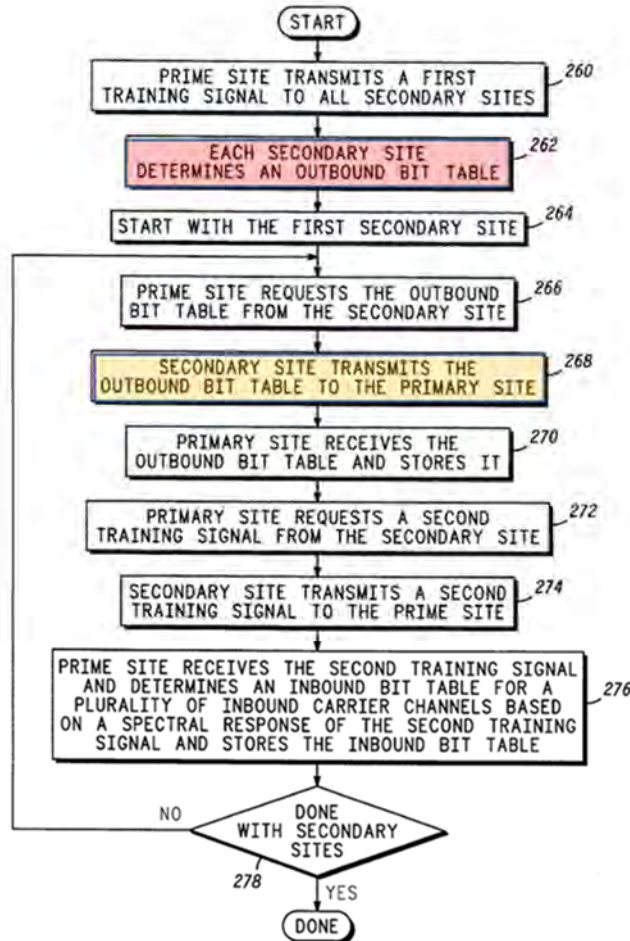 START
PRIME SITE TRANSMITS A FIRST
TRAINING SIGNAL TO ALL SECONDARY SITES
260
EACH SECONDARY SITE
DETERMINES AN OUTBOUND BIT TABLE
262
START WITH THE FIRST SECONDARY SITE
264
PRIME SITE REQUESTS THE OUTBOUND
BIT TABLE FROM THE SECONDARY SITE
266
SECONDARY SITE TRANSMITS THE
OUTBOUND BIT TABLE TO THE PRIMARY SITE
268
PRIMARY SITE RECEIVES THE
OUTBOUND BIT TABLE AND STORES IT
270
PRIMARY SITE REQUESTS A SECOND
TRAINING SIGNAL FROM THE SECONDARY SITE
272
SECONDARY SITE TRANSMITS A SECOND
TRAINING SIGNAL TO THE PRIME SITE
274
PRIME SITE RECEIVES THE SECOND TRAINING SIGNAL
AND DETERMINES AN INBOUND BIT TABLE FOR A
PLURALITY OF INBOUND CARRIER CHANNELS BASED
ON A SPECTRAL RESPONSE OF THE SECOND TRAINING
SIGNAL AND STORES THE INBOUND BIT TABLE
276
NO
DONE
WITH SECONDARY
SITES
278
YES
DONE